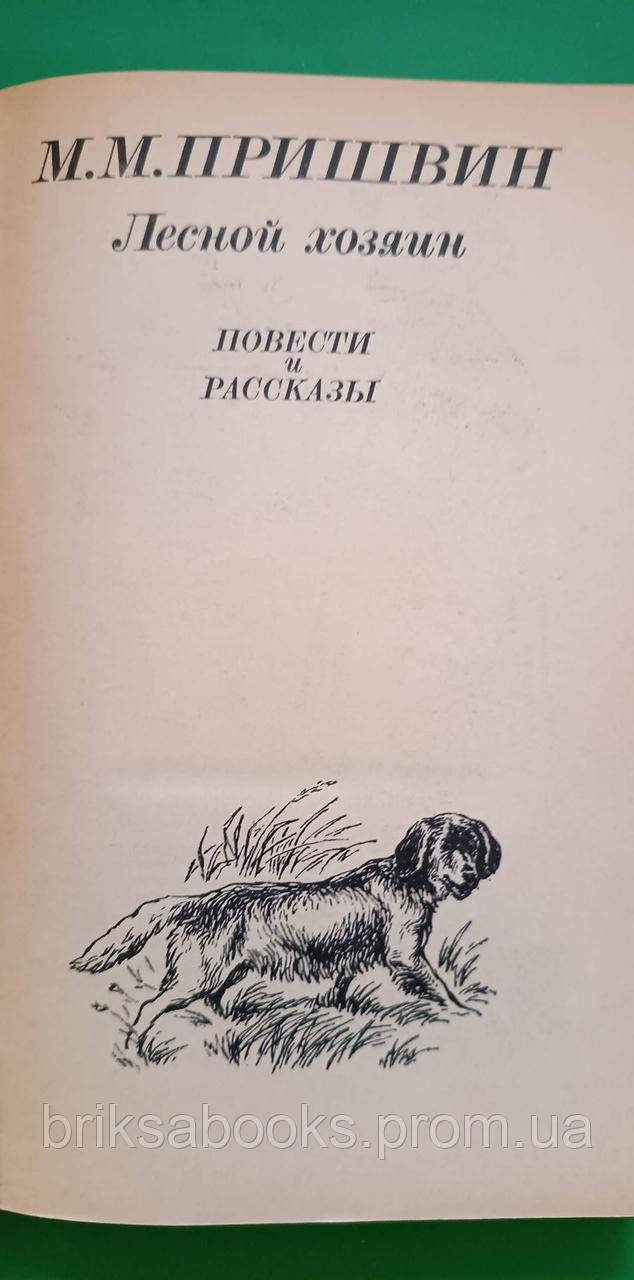 М.М.ПРИШВИН
Лесной хозяин
ПОВЕСТИ
и
РАССКАЗЫ
briksabooks.prom.ua